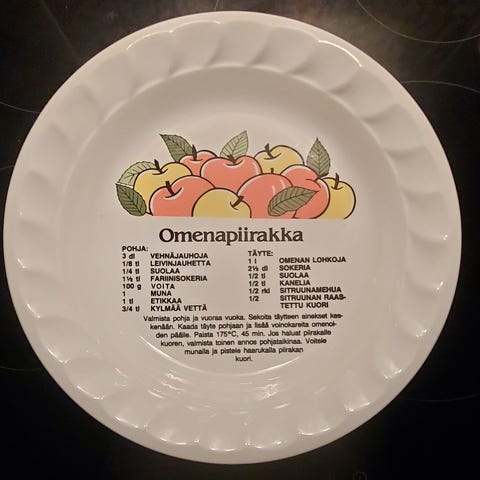 Omenapiirakka
POHJA:
3 dl VEHNÄJAUHOJA
1/8 tl LEIVINJAUHETTA
1/4 tl SUOLAA
1½ tl FARIINISOKERIA
100 g VOITA
1 MUNA
1 tl ETIKKAA
3/4 tl KYLMÄÄ VETTÄ
TÄYTE:
1 l OMENAN LOHKOJA
2½ dl SOKERIA
1/2 tl SUOLAA
1/2 tl KANELIA
1/2 rkl SITRUUNAMEHUA
1/2 SITRUUNAN RAAS-
TETTU KUORI
Valmista pohja ja vuoraa vuoka. Sekoita täytteen ainekset kes-
kenään. Kaada täyte pohjaan ja lisää voinokareita omenoi-
den päälle. Paista 175°C, 45 min. Jos haluat piirakalle
kuoren, valmista toinen annos pohjataikinaa. Voitele
munalla ja pistele haarukalla piirakan
kuori.